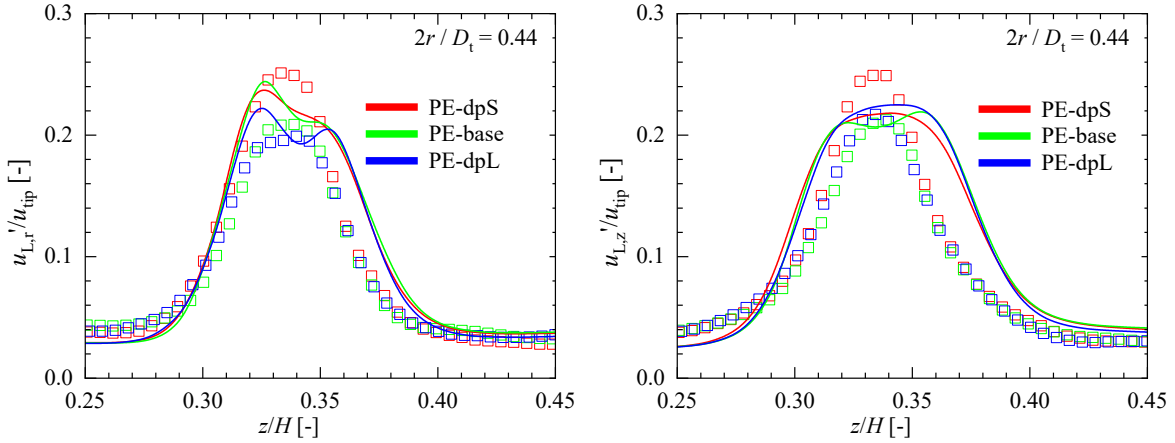 2r / Dt = 0.44
PE-dpS
PE-base
PE-dpL
uL,r'/utip [-]
0.3
0.2
0.1
0.0
0.25 0.30 0.35 0.40 0.45
z/H [-]
2r / Dt = 0.44
PE-dpS
PE-base
PE-dpL
uL,z'/utip [-]
0.3
0.2
0.1
0.0
0.25 0.30 0.35 0.40 0.45
z/H [-]